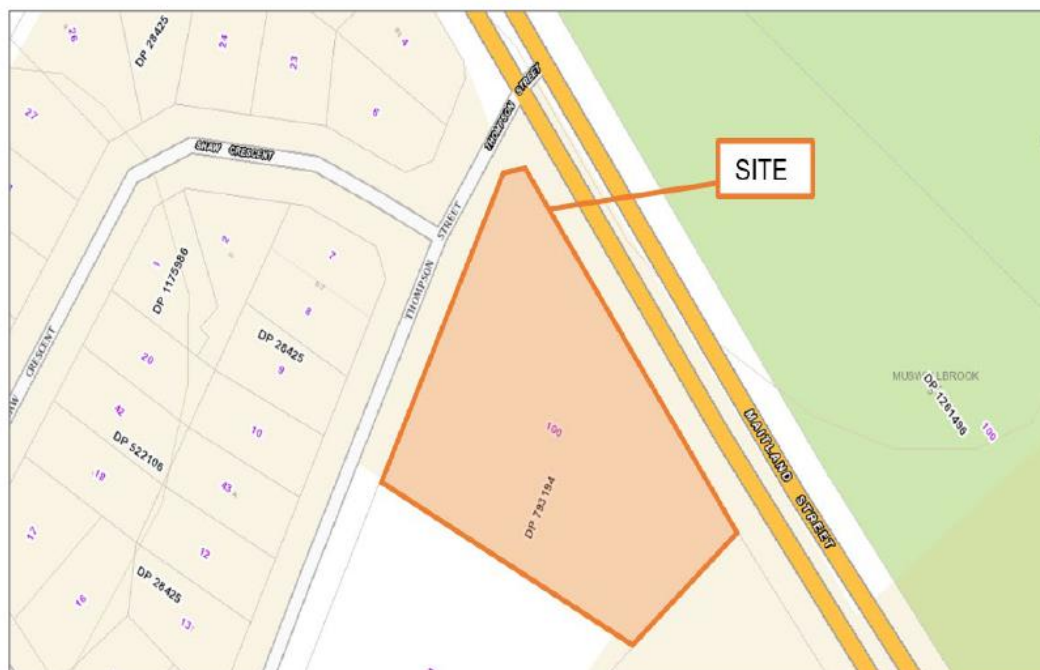 26
DP 28425
24
23
4
27
6
THOMPSON STREET
SHAW CRESCENT
SITE
STREET
THOMPSON
1
DP 1175986
2
7
8
DP 28425
9
20
CRESCENT
42
10
DP 522106
18
43
17
12
DP 28425
16
13
100
DP 793194
MAITLAND STREET
DP 1261496
100